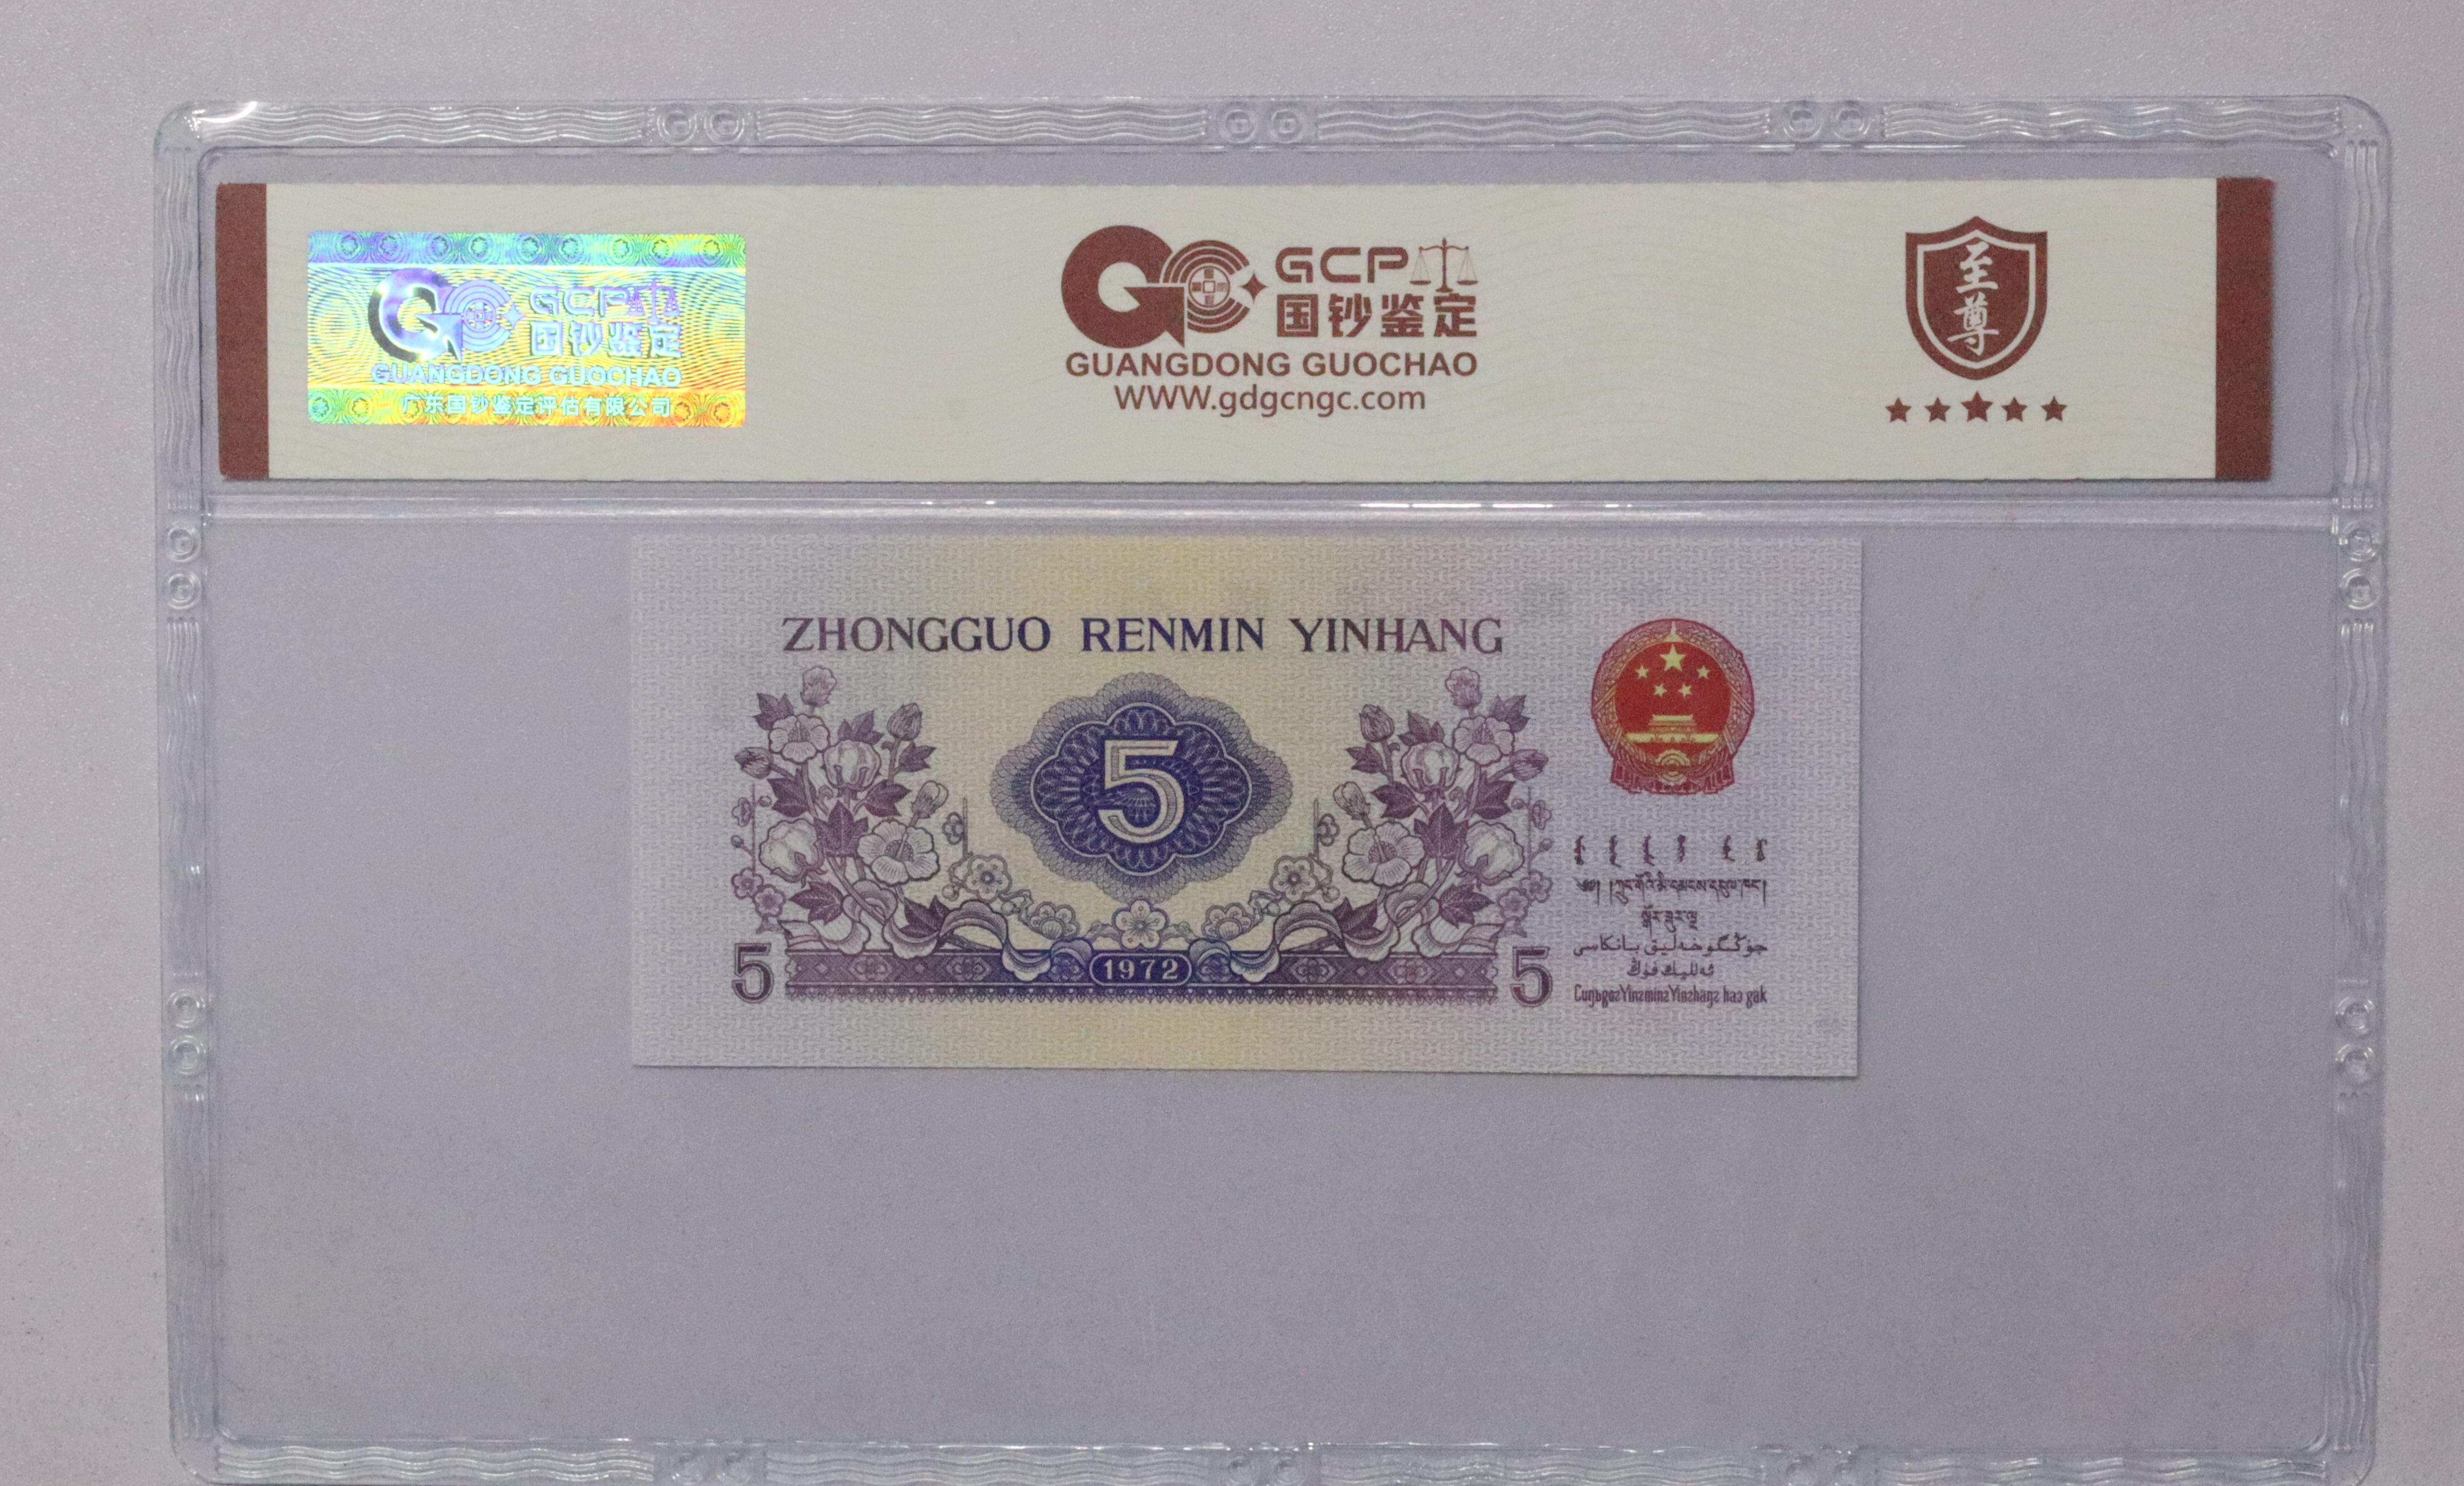 GCP
国钞鉴定
GUANGDONG GUOCHAO
广东国钞鉴定评估有限公司
GCP
国钞鉴定
GUANGDONG GUOCHAO
www.gdgcngc.com
至尊
ZHONGGUO RENMIN YINHANG
5
5
1972
5
جۇڭگوخەلىق بانكاسى